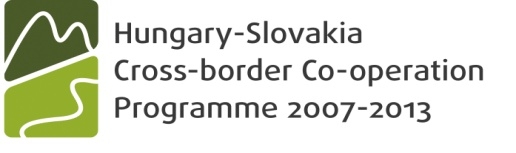 Hungary-Slovakia
Cross-border Co-operation
Programme 2007-2013